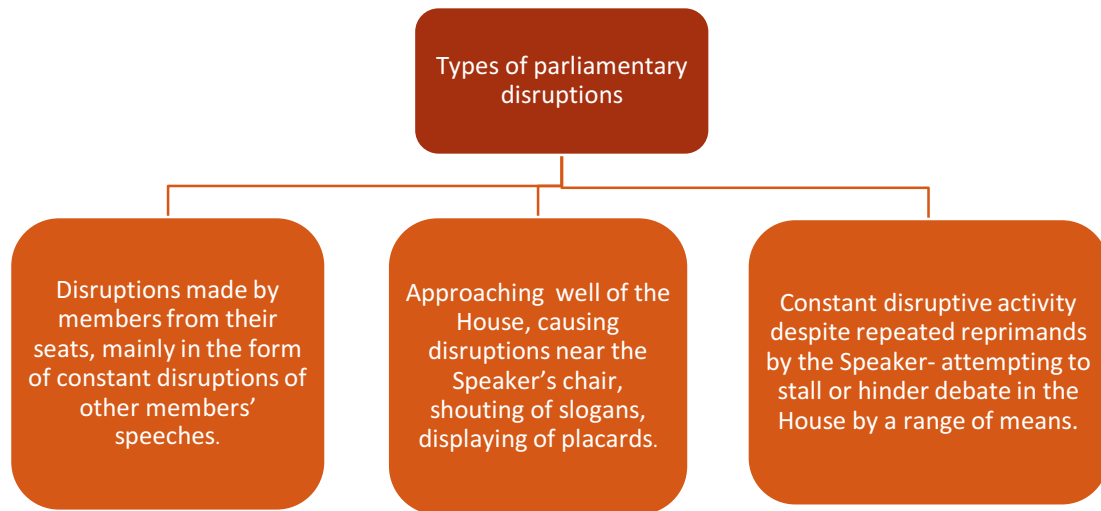 Types of parliamentary
disruptions
Disruptions made by
members from their
seats, mainly in the form
of constant disruptions of
other members’
speeches.
Approaching well of the
House, causing
disruptions near the
Speaker’s chair,
shouting of slogans,
displaying of placards.
Constant disruptive activity
despite repeated reprimands
by the Speaker- attempting to
stall or hinder debate in the
House by a range of means.